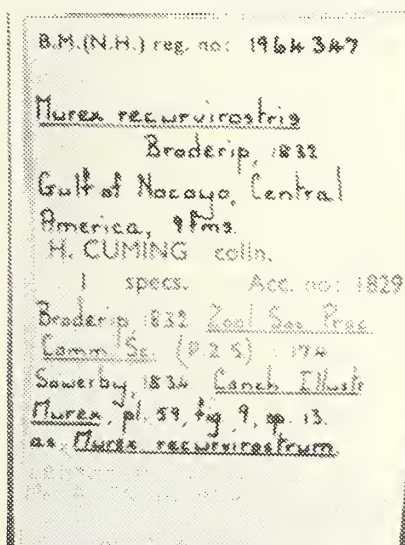 B.M.(N.H.) reg. no: 1964347
Murex recurvirostris
Broderip, 1832
Gulf of Nocoyo, Central
America, 9 fms.
H. CUMING colln.
1 specs. Acc. no: 1829
Broderip, 1832 Zool Soc Proc
Comm. Sc. (P.2 S) : 174
Sowerby, 1834 Conch Illustr
Murex, pl. 59, fig, 9, sp. 13.
as Murex recurvirostrum